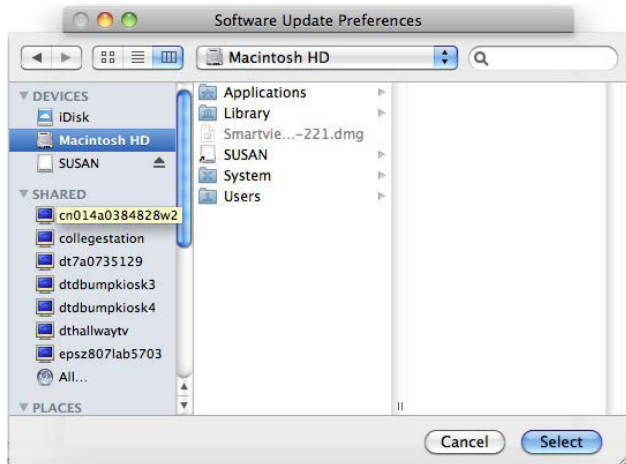 Software Update Preferences
Macintosh HD
DEVICES
iDisk
Macintosh HD
SUSAN
SHARED
cn014a0384828w2
collegestation
dt7a0735129
dtdbumpkiosk3
dtdbumpkiosk4
dthallwaytv
epsz807lab5703
All...
PLACES
Applications
Library
Smartvie...-221.dmg
SUSAN
System
Users
Cancel
Select